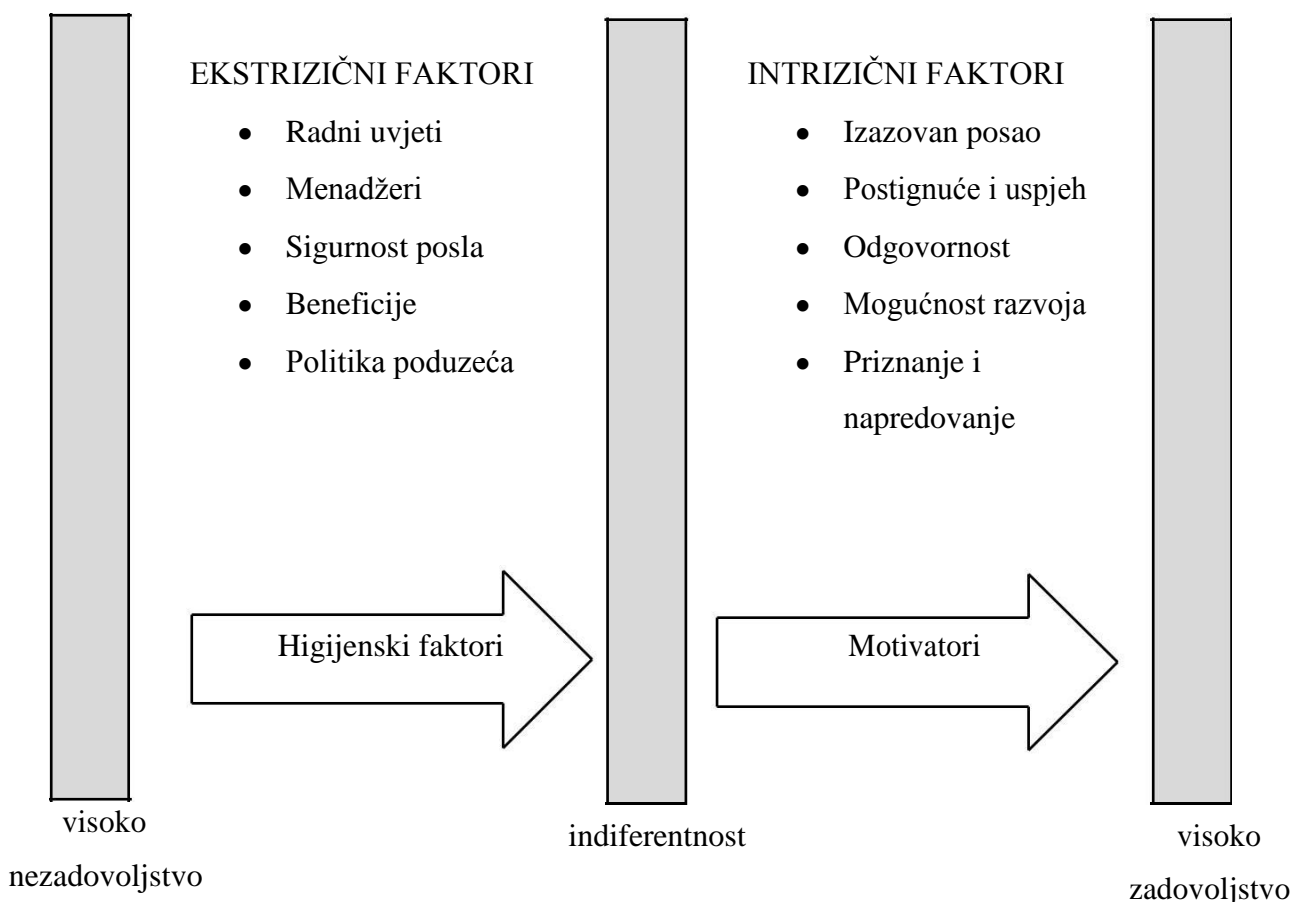 EKSTRIZIČNI FAKTORI
• Radni uvjeti
• Menadžeri
• Sigurnost posla
• Beneficije
• Politika poduzeća
INTRIZIČNI FAKTORI
• Izazovan posao
• Postignuće i uspjeh
• Odgovornost
• Mogućnost razvoja
• Priznanje i
napredovanje
Higijenski faktori
Motivatori
visoko
nezadovoljstvo
indiferentnost
visoko
zadovoljstvo